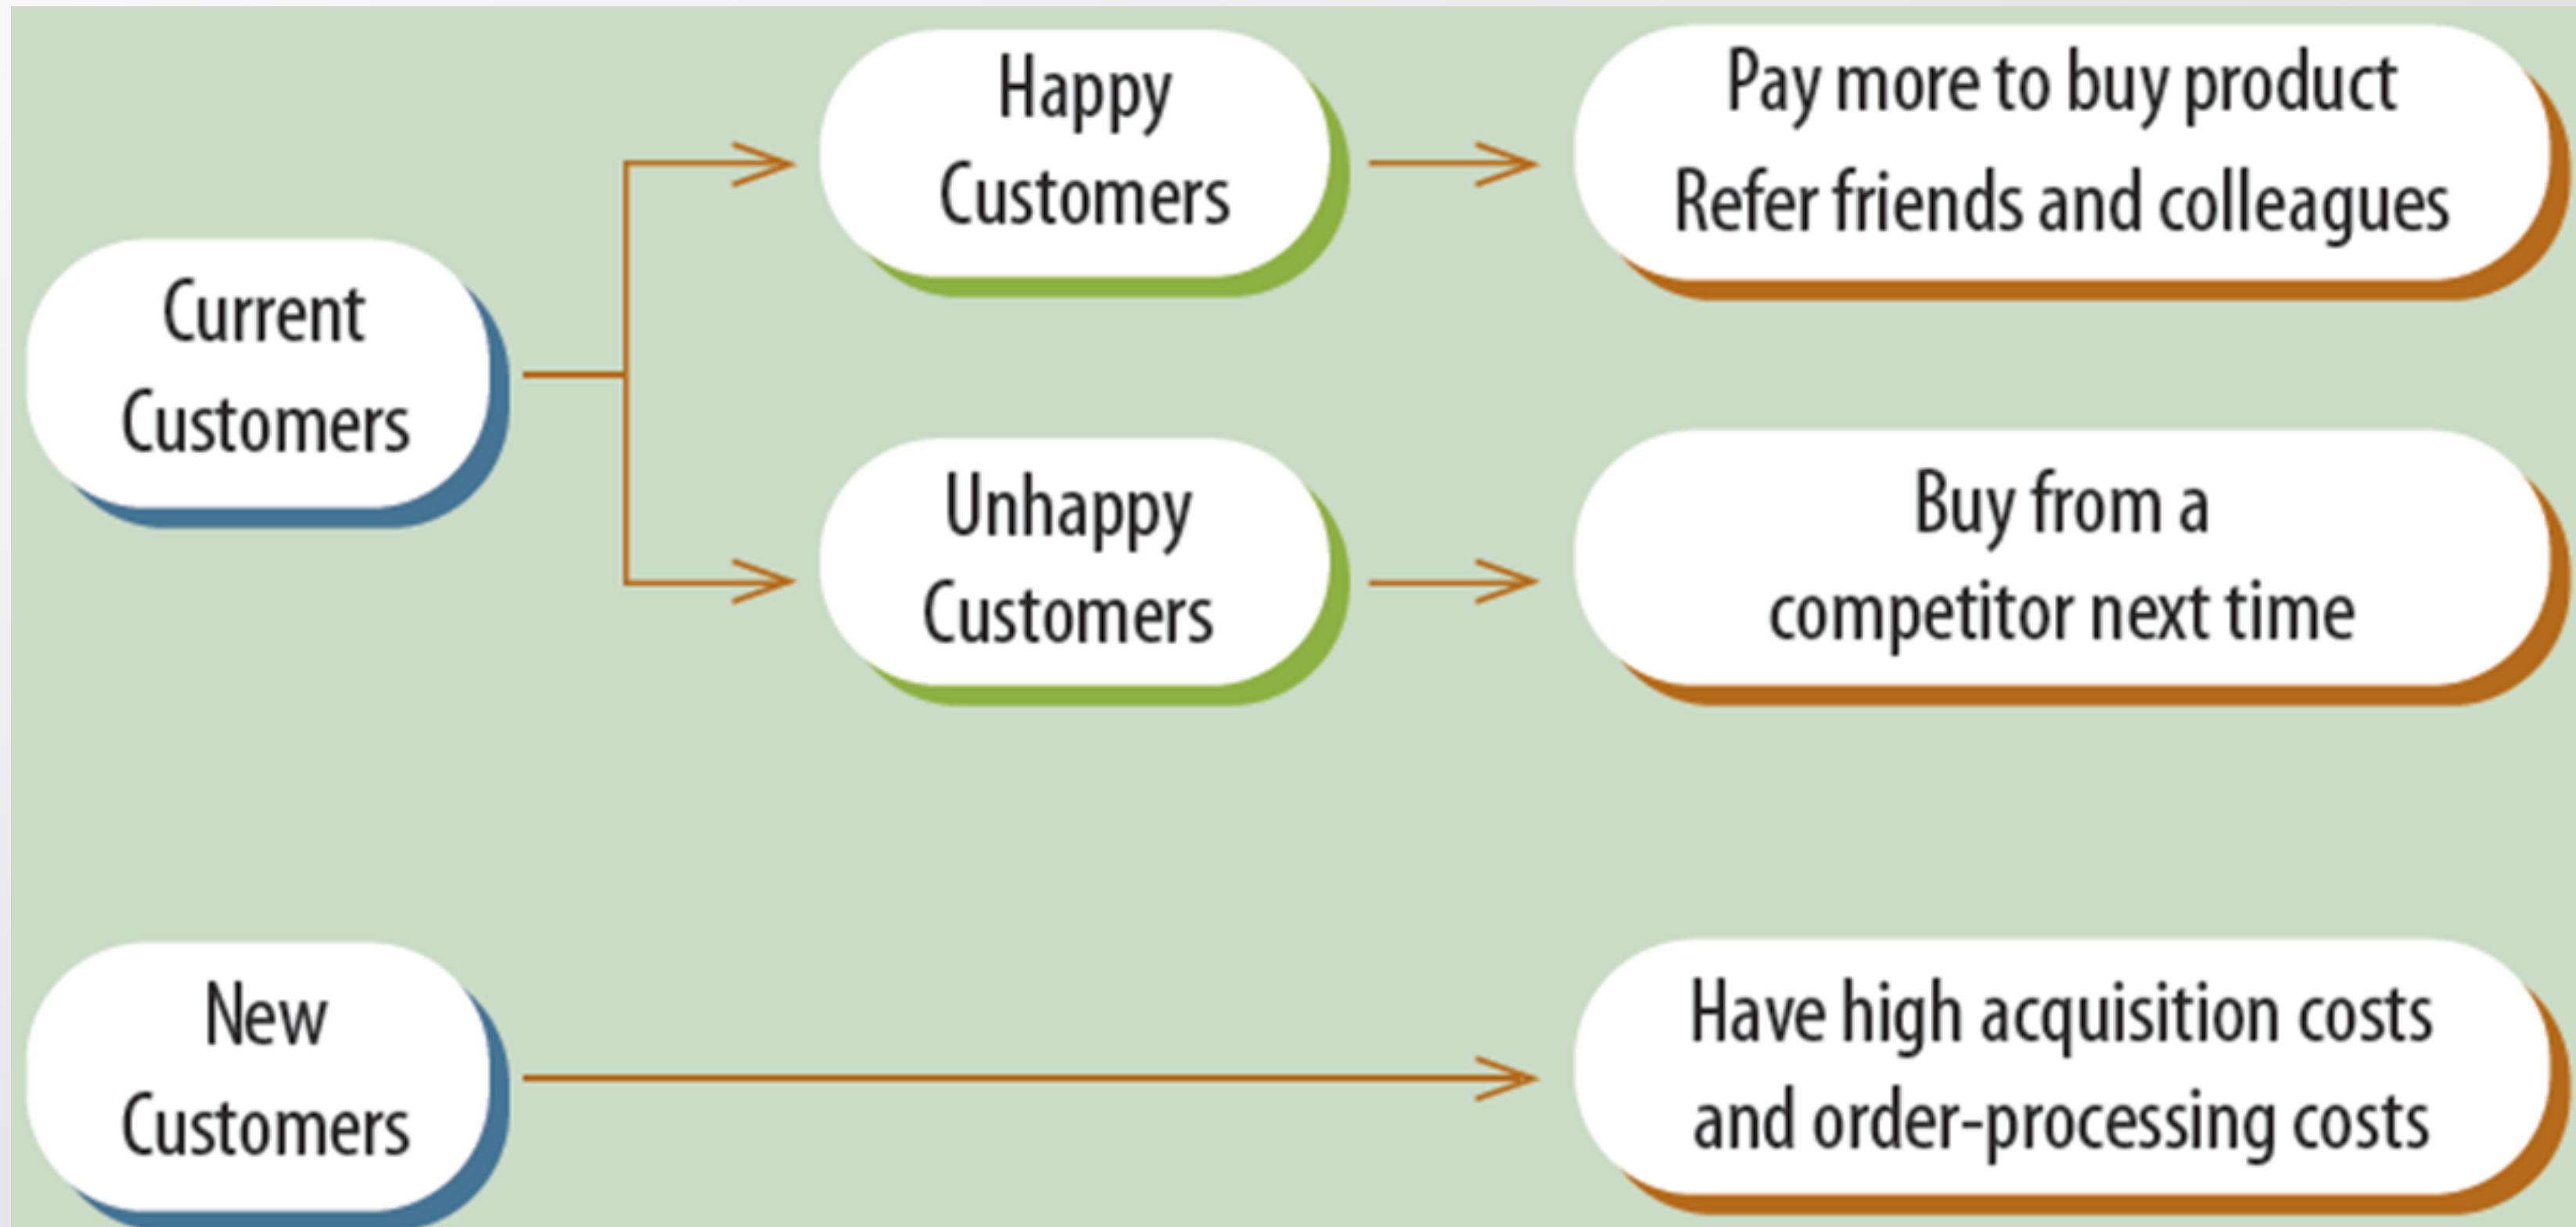 Current
Customers
Happy
Customers
Pay more to buy product
Refer friends and colleagues
Unhappy
Customers
Buy from a
competitor next time
New
Customers
Have high acquisition costs
and order-processing costs